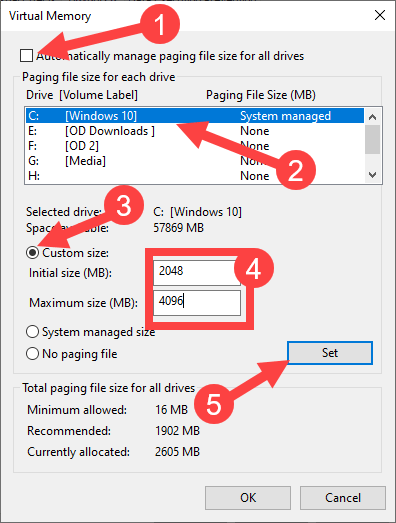 Virtual Memory
1
Automatically manage paging file size for all drives
Paging file size for each drive
Drive [Volume Label] Paging File Size (MB)
C: [Windows 10] System managed
E: [OD Downloads ] None
F: [OD 2] None
G: [Media] None
H: None
2
3
Selected drive: C: [Windows 10]
Space available: 57869 MB
Custom size:
4
Initial size (MB): 2048
Maximum size (MB): 4096
System managed size
No paging file
Set
5
Total paging file size for all drives
Minimum allowed: 16 MB
Recommended: 1902 MB
Currently allocated: 2605 MB
OK Cancel